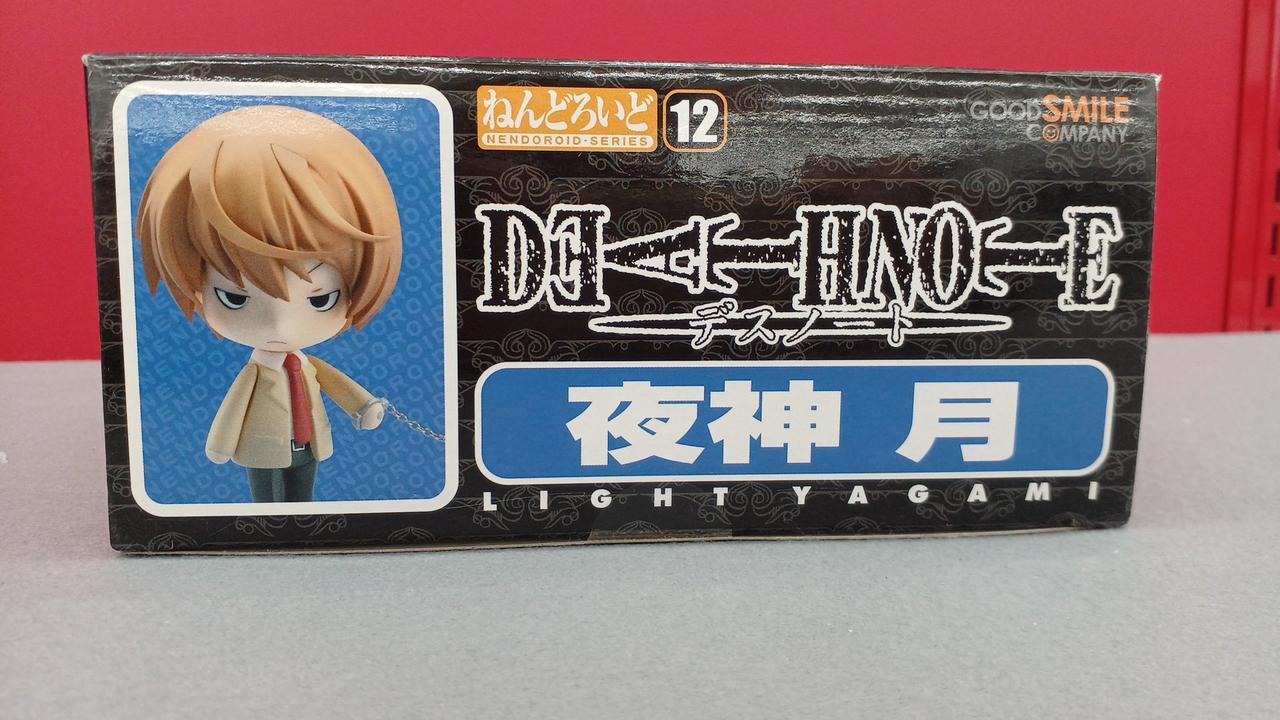 ねんどろいど
NENDOROID·SERIES
12
GOOD SMILE
COMPANY
DEATH NOTE
デスノート
夜神 月
LIGHT YAGAMI